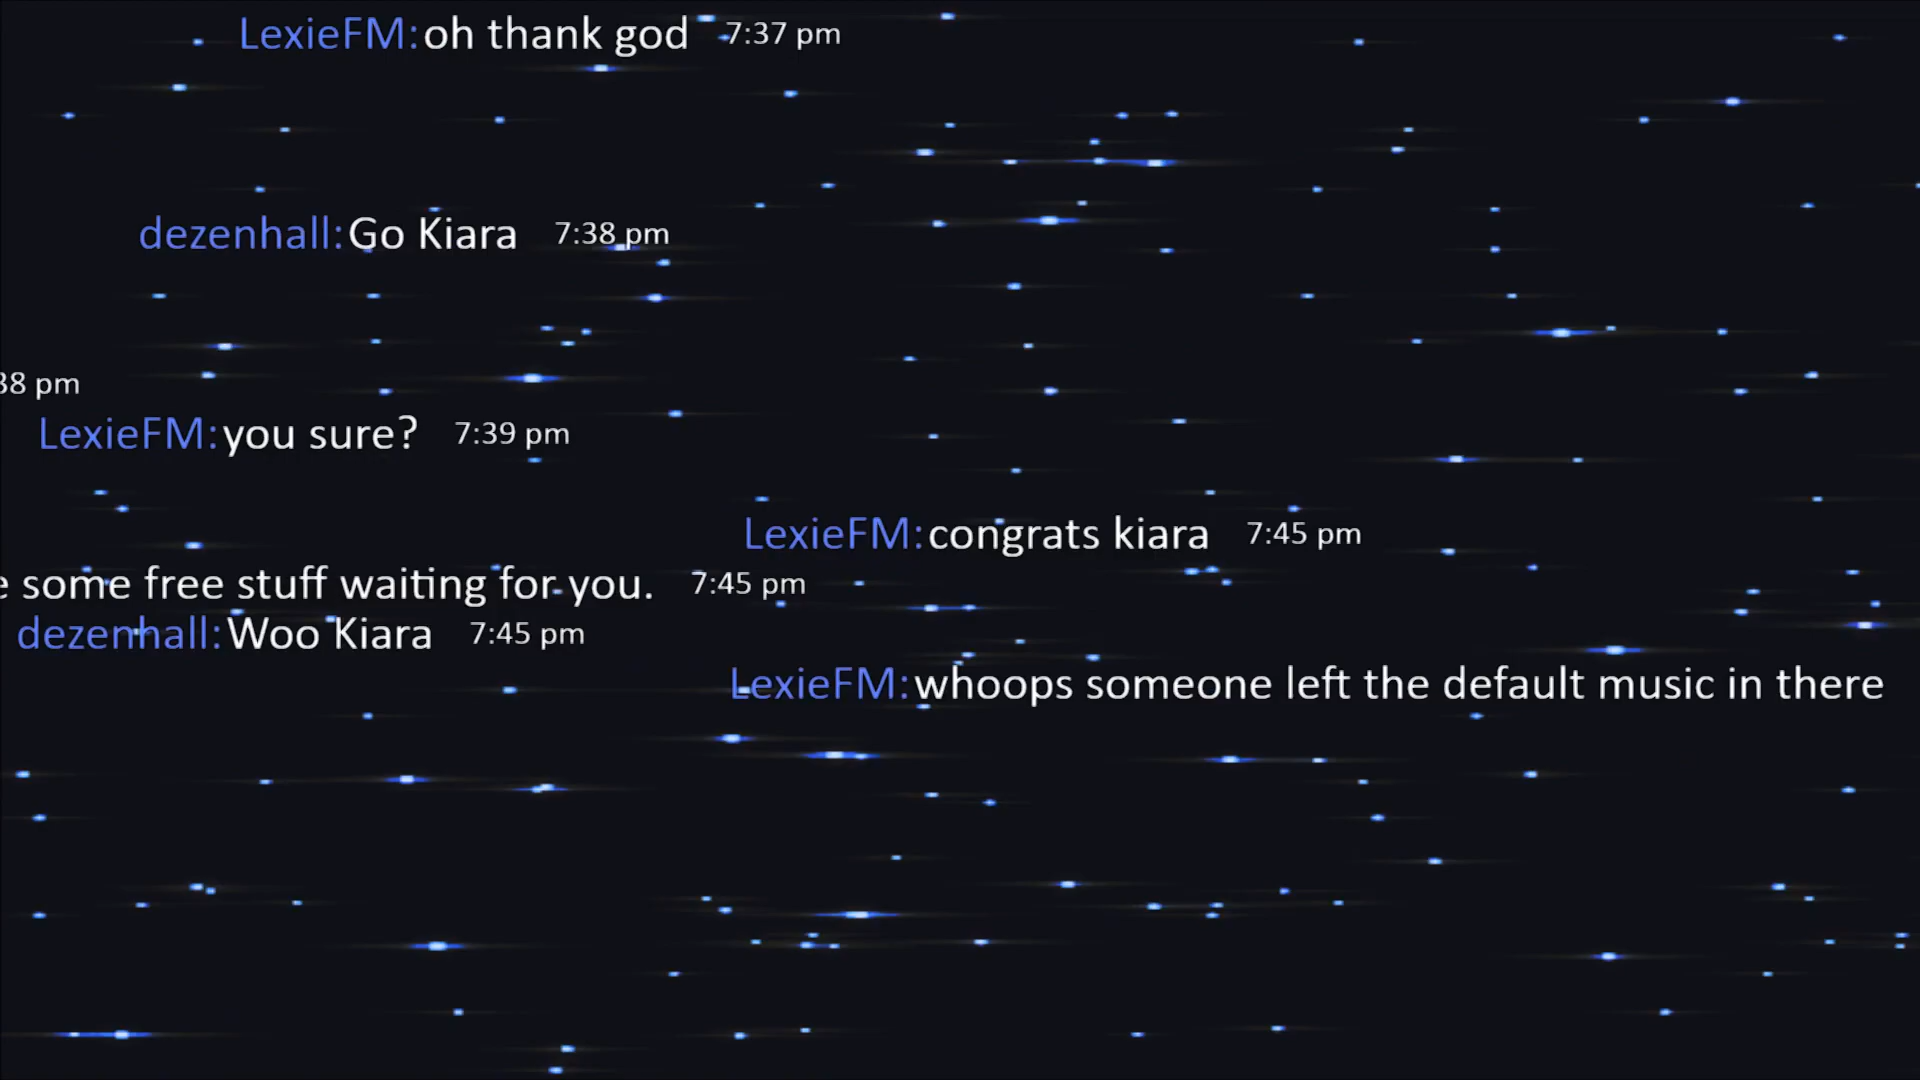 LexieFM: oh thank god 7:37 pm
dezenhall: Go Kiara 7:38 pm
38 pm
LexieFM: you sure? 7:39 pm
LexieFM: congrats kiara 7:45 pm
e some free stuff waiting for you. 7:45 pm
dezenhall: Woo Kiara 7:45 pm
LexieFM: whoops someone left the default music in there